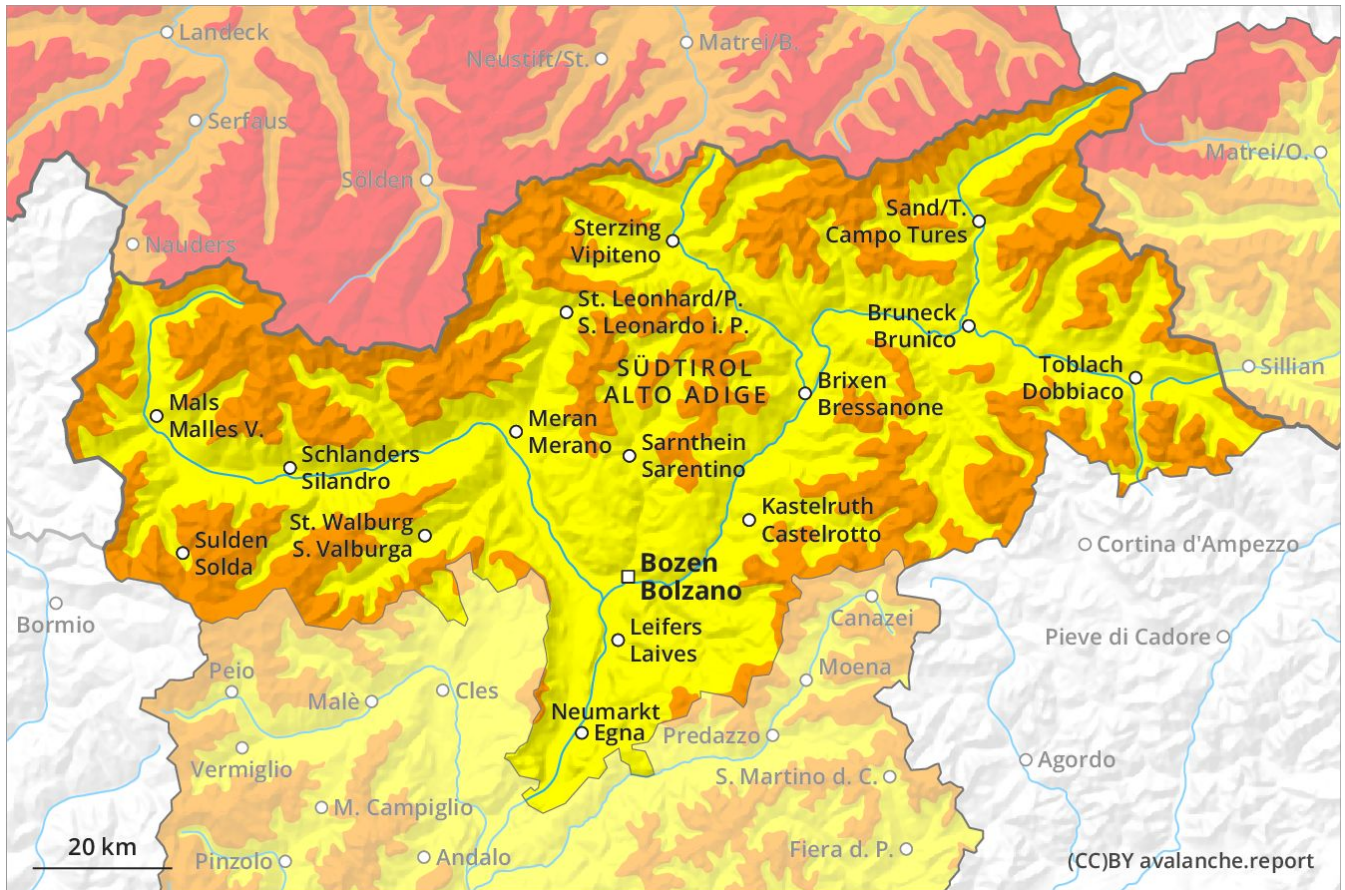 Landeck
Neustift/St.
Matrei/B.
Serfaus
Matrei/O.
Sölden
Sand/T.
Campo Tures
Nauders
Sterzing
Vipiteno
St. Leonhard/P.
S. Leonardo i. P.
Bruneck
Brunico
SÜDTIROL
ALTO ADIGE
Toblach
Dobbiaco
Sillian
Brixen
Bressanone
Mals
Malles V.
Meran
Merano
Sarnthein
Sarentino
Schlanders
Silandro
Kastelruth
Castelrotto
St. Walburg
S. Valburga
Sulden
Solda
Cortina d'Ampezzo
Bozen
Bolzano
Bormio
Canazei
Leifers
Laives
Pieve di Cadore
Peio
Moena
Malè
Cles
Neumarkt
Egna
Predazzo
Vermiglio
Agordo
S. Martino d. C.
M. Campiglio
20 km
Pinzolo
Andalo
Fiera d. P.
(CC)BY avalanche.report